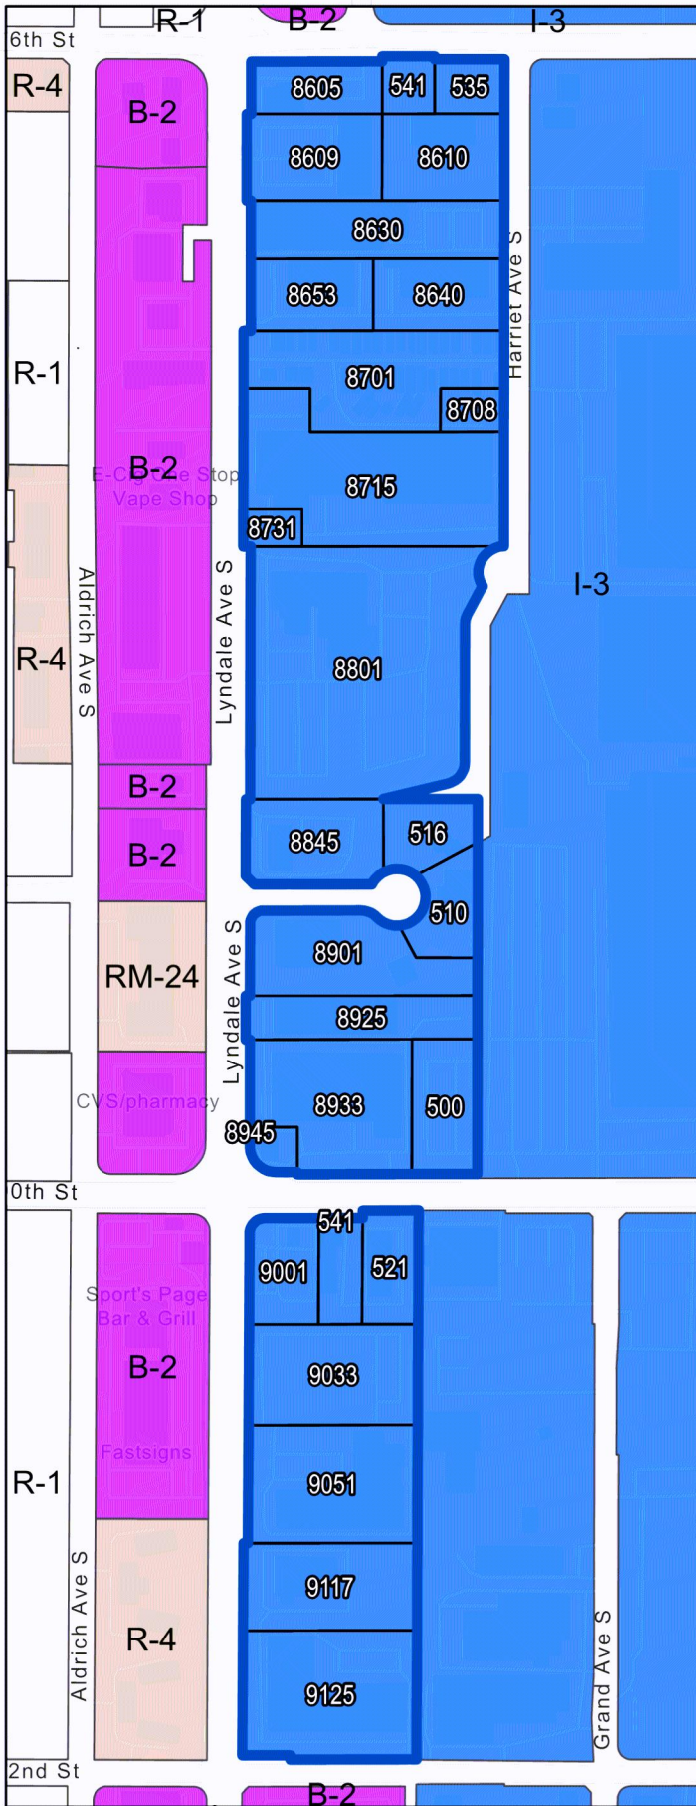 R-1
B-2
I-3
6th St
R-4
B-2
8605
541
535
8609
8610
8630
Harriet Ave S
8653
8640
R-1
8701
8708
B-2
E-Cig One Stop
Vape Shop
8715
8731
Aldrich Ave S
Lyndale Ave S
I-3
R-4
8801
B-2
B-2
8845
516
510
Lyndale Ave S
8901
RM-24
8925
CVS/pharmacy
8933
500
8945
0th St
541
9001
521
Sport's Page
Bar & Grill
B-2
9033
Fastsigns
R-1
9051
Aldrich Ave S
9117
Grand Ave S
R-4
9125
2nd St
B-2